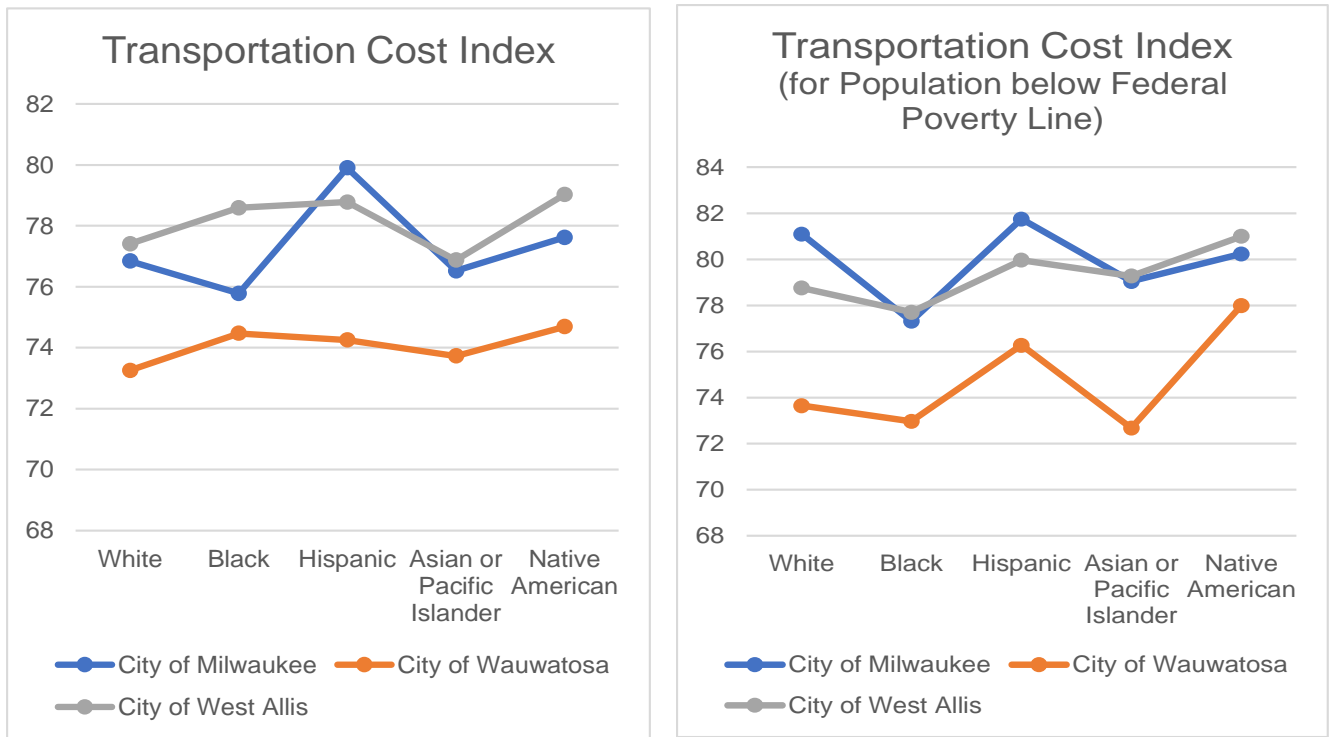 Transportation Cost Index
82
80
78
76
74
72
70
68
White Black Hispanic Asian or Native
Pacific American
Islander
City of Milwaukee City of Wauwatosa
City of West Allis
Transportation Cost Index
(for Population below Federal
Poverty Line)
84
82
80
78
76
74
72
70
68
White Black Hispanic Asian or Native
Pacific American
Islander
City of Milwaukee City of Wauwatosa
City of West Allis